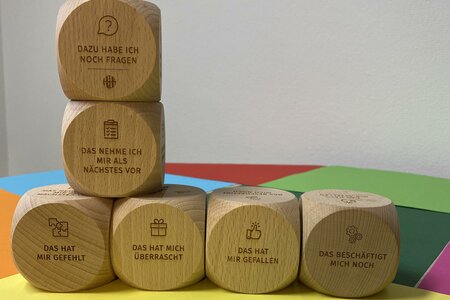 DAZU HABE ICH
NOCH FRAGEN
DAS NEHME ICH
MIR ALS
NÄCHSTES VOR
DAS HAT
MIR GEFEHLT
DAS HAT MICH
ÜBERRASCHT
DAS HAT
MIR GEFALLEN
DAS BESCHÄFTIGT
MICH NOCH